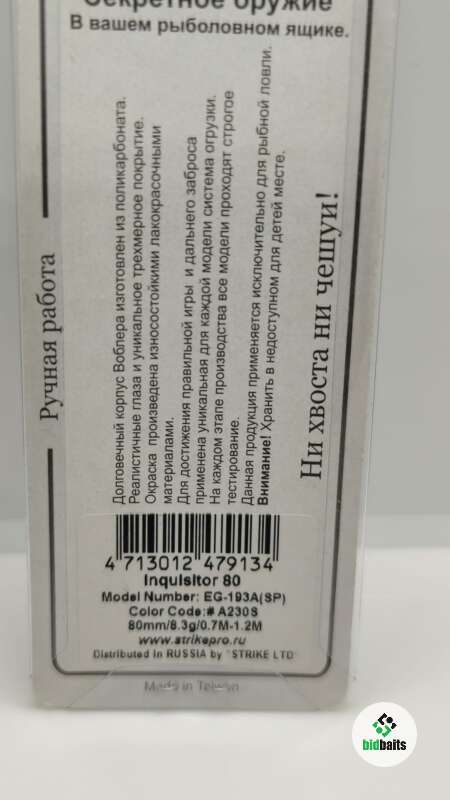 Секретное оружие
В вашем рыболовном ящике.
Ручная работа
Долговечный корпус Воблера изготовлен из поликарбоната.
Реалистичные глаза и уникальное трехмерное покрытие.
Окраска произведена износостойкими лакокрасочными
материалами.
Для достижения правильной игры и дальнего заброса
применена уникальная для каждой модели система огрузки.
На каждом этапе производства все модели проходят строгое
тестирование.
Данная продукция применяется исключительно для рыбной ловли.
Внимание! Хранить в недоступном для детей месте.
Ни хвоста ни чешуи!
4 713012 479134
Inquisitor 80
Model Number: EG-193A(SP)
Color Code:# A230S
80mm/8.3g/0.7M-1.2M
www.strikepro.ru
Distributed in RUSSIA by "STRIKE LTD"
Made in Taiwan
bidbaits